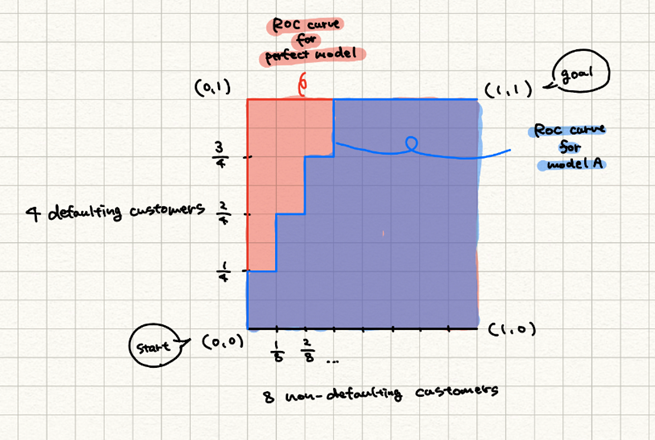 ROC curve
for
perfect model
(0,1)
(1,1)
goal
ROC curve
for
model A
3/4
4 defaulting customers
2/4
1/4
start
(0,0)
(1,0)
1/8 2/8 ...
8 non-defaulting customers